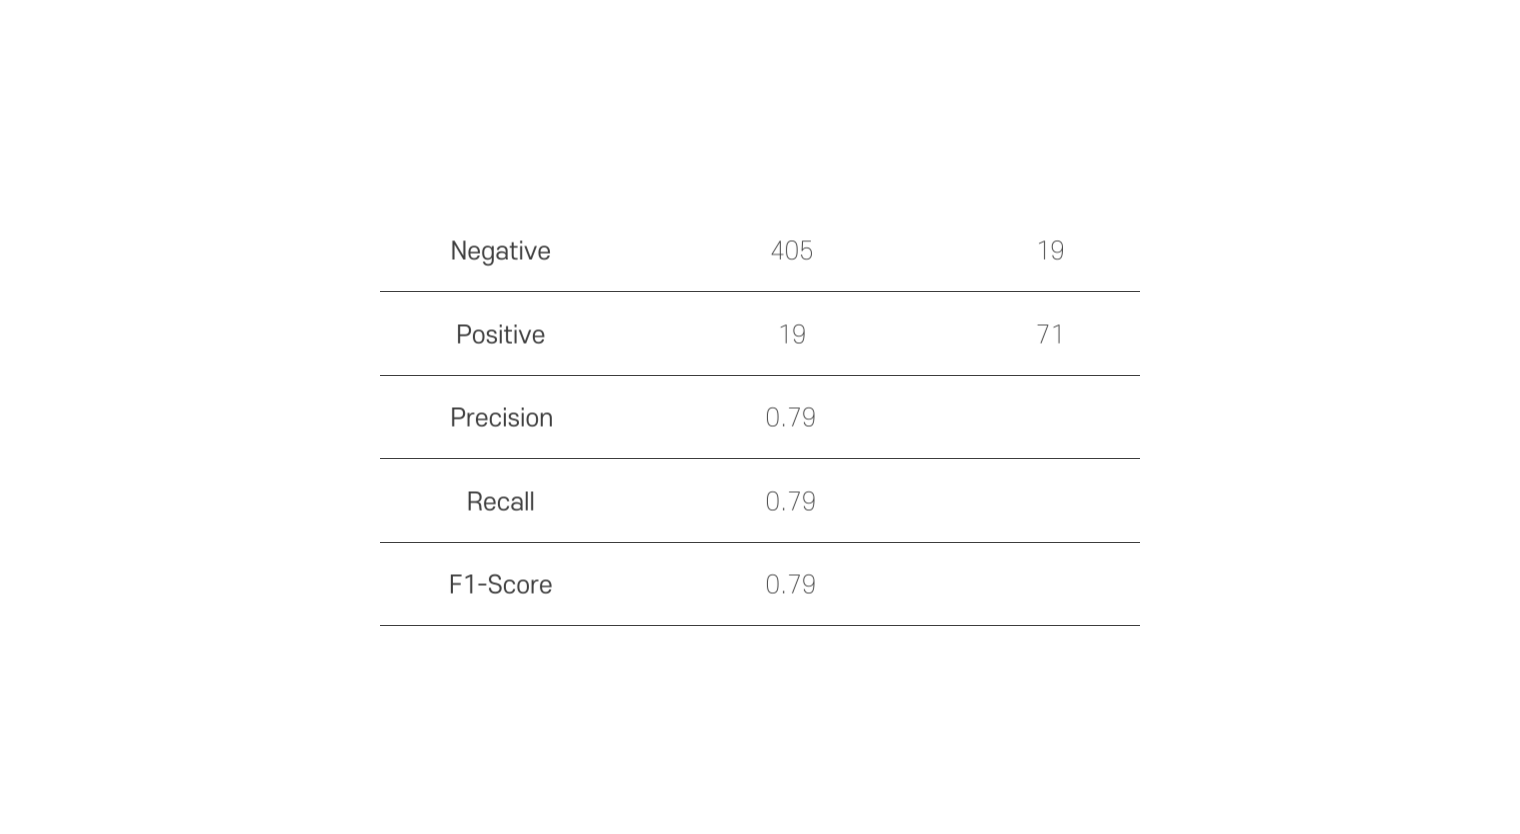 Negative 405 19
Positive 19 71
Precision 0.79
Recall 0.79
F1-Score 0.79